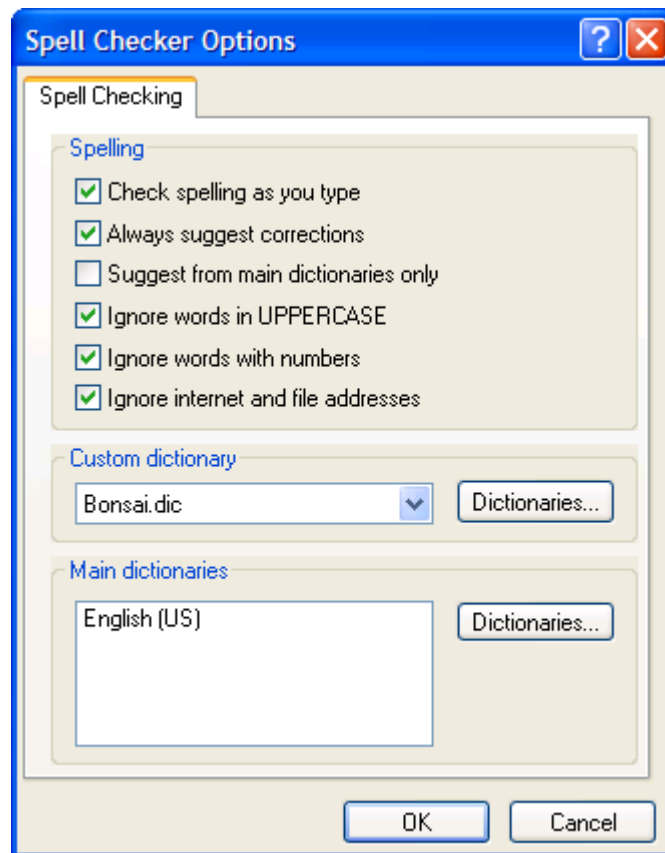 Spell Checker Options
Spell Checking
Spelling
Check spelling as you type
Always suggest corrections
Suggest from main dictionaries only
Ignore words in UPPERCASE
Ignore words with numbers
Ignore internet and file addresses
Custom dictionary
Bonsai.dic
Dictionaries...
Main dictionaries
English (US)
Dictionaries...
OK Cancel